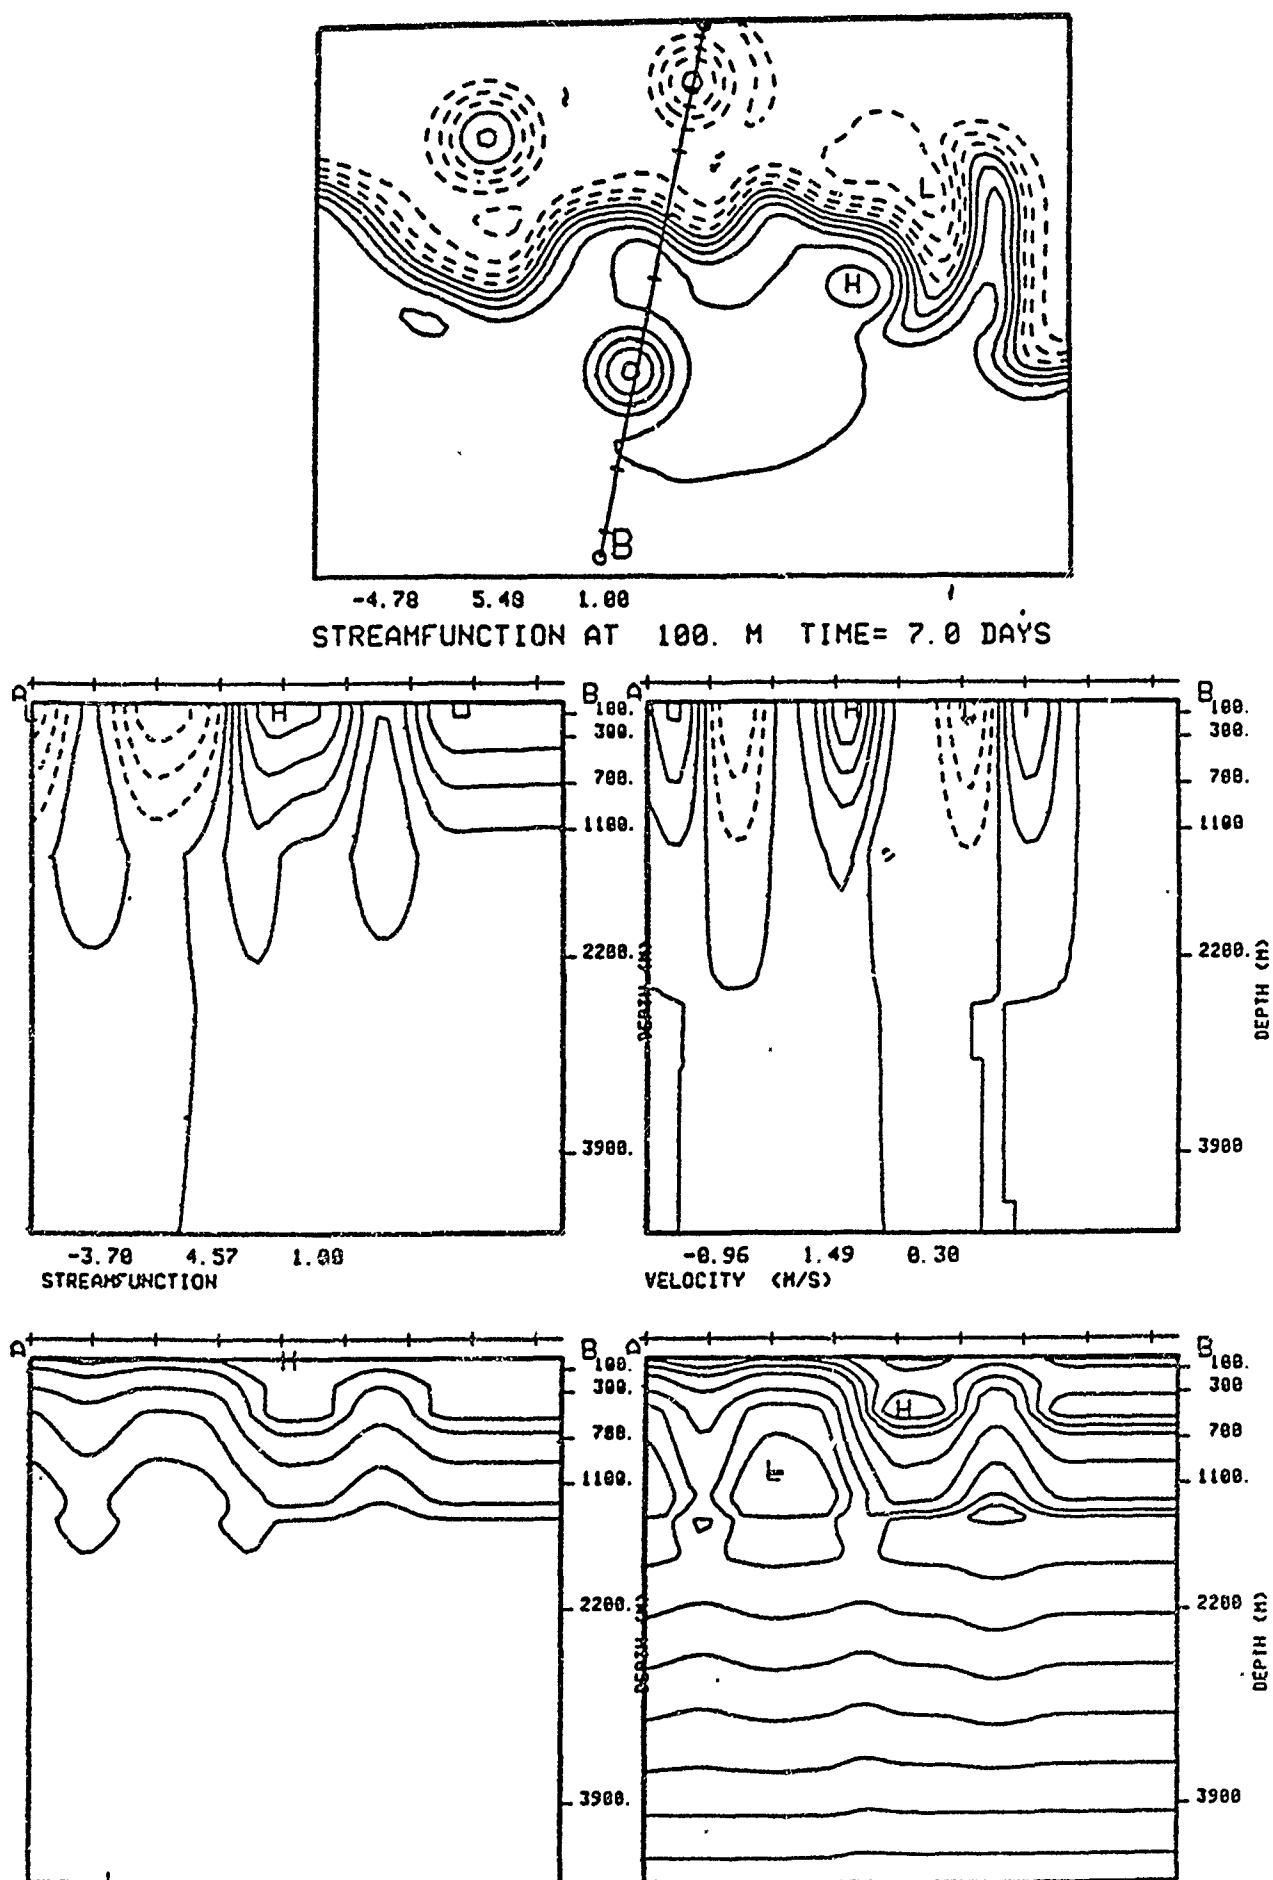 L
H
B
-4.78 5.48 1.00
STREAMFUNCTION AT 100. M TIME= 7.0 DAYS
A B A B
H H
100. 100.
300. 300.
700. 700.
1100. 1100
2200. 2200
3900. 3900
DEPTH (M) DEPTH (M)
-3.70 4.57 1.00 -0.96 1.49 0.30
STREAMFUNCTION VELOCITY (M/S)
A B A B
H
100. 100.
300. 300
H
700. 700
L
1100. 1100.
2200. 2200
DEPTH (M) DEPTH (M)
3900. 3900